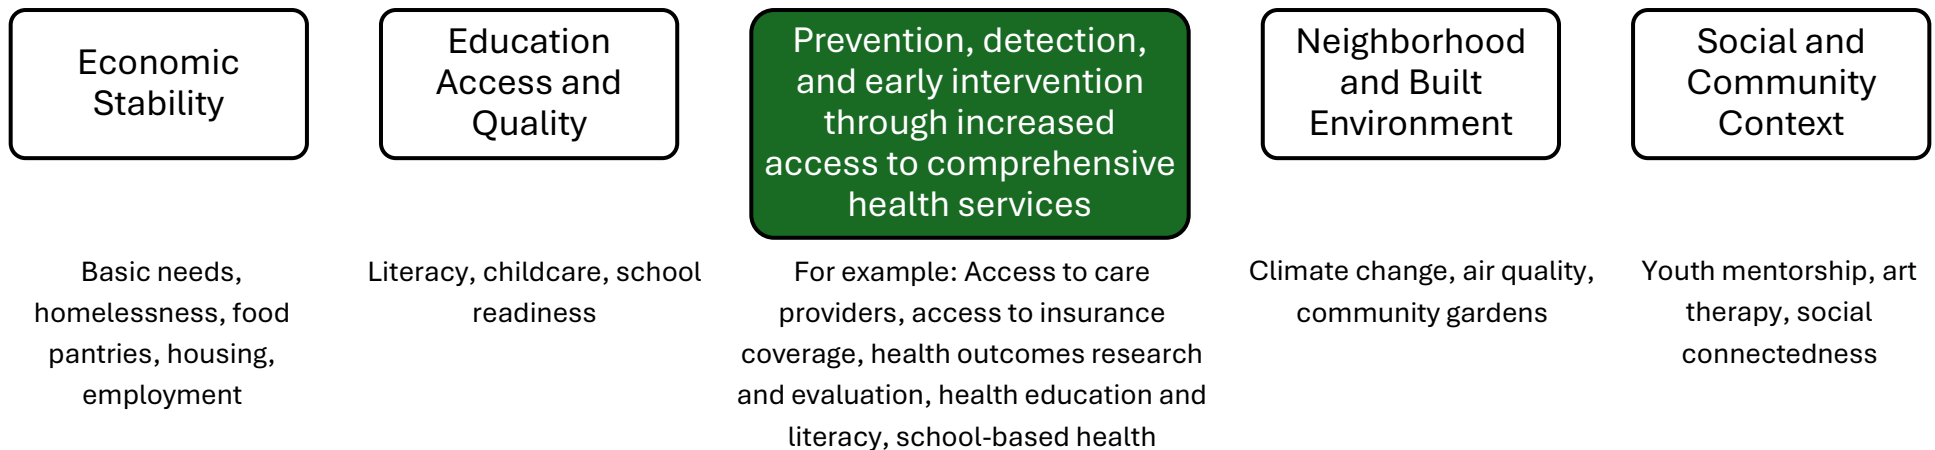 Economic
Stability
Basic needs,
homelessness, food
pantries, housing,
employment
Education
Access and
Quality
Literacy, childcare, school
readiness
Prevention, detection,
and early intervention
through increased
access to comprehensive
health services
For example: Access to care
providers, access to insurance
coverage, health outcomes research
and evaluation, health education and
literacy, school-based health
Neighborhood
and Built
Environment
Climate change, air quality,
community gardens
Social and
Community
Context
Youth mentorship, art
therapy, social
connectedness